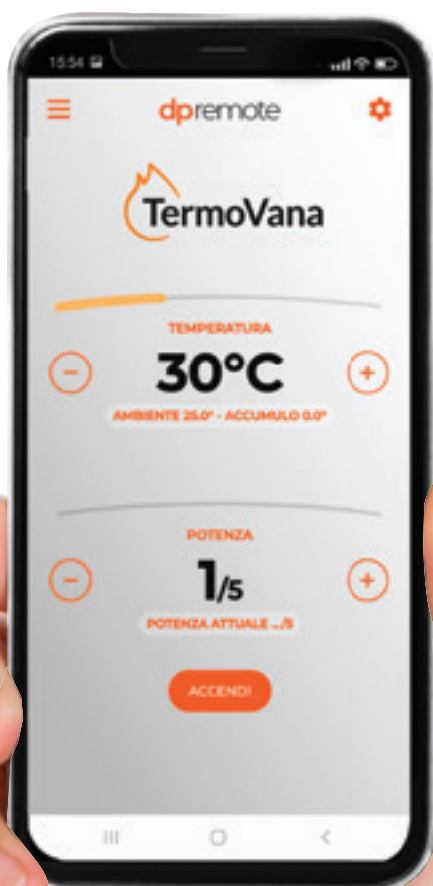 15:54
dpremote
TermoVana
TEMPERATURA
30°C
AMBIENTE 25.0° - ACCUMULO 0.0°
POTENZA
1/5
POTENZA ATTUALE .../5
ACCENDI